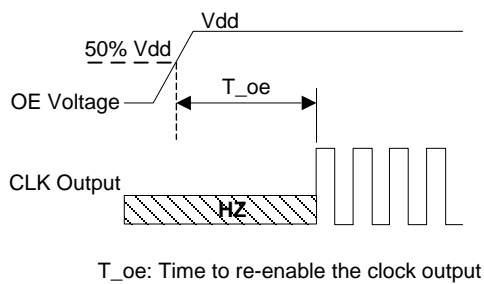 Vdd
50% Vdd
T_oe
OE Voltage
CLK Output
HZ
T_oe: Time to re-enable the clock output